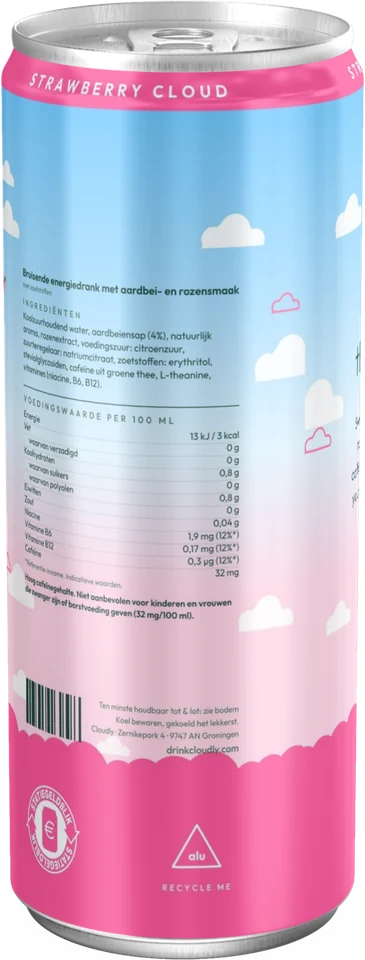 STRAWBERRY CLOUD
ST
Bruisende energiedrank met aardbei- en rozensmaak
met zoetstoffen
INGREDIËNTEN
Koolzuurhoudend water, aardbeiensap (4%), natuurlijk
aroma, rozenextract, voedingszuur: citroenzuur,
zuurteregelaar: natriumcitraat, zoetstoffen: erythritol,
steviolglycosiden, cafeïne uit groene thee, L-theanine,
vitamines (niacine, B6, B12).
VOEDINGSWAARDE PER 100 ML
Energie 13 kJ / 3 kcal
Vet 0 g
waarvan verzadigd 0 g
Koolhydraten 0,8 g
waarvan suikers 0 g
waarvan polyolen 0,8 g
Eiwitten 0 g
Zout 0,04 g
Niacine 1,9 mg (12%*)
Vitamine B6 0,17 mg (12%*)
Vitamine B12 0,3 µg (12%*)
Cafeïne 32 mg
*Referentie-inname. Indicatieve waarden.
Hoog cafeïnegehalte. Niet aanbevolen voor kinderen en vrouwen
die zwanger zijn of borstvoeding geven (32 mg/100 ml).
Ten minste houdbaar tot & lot: zie bodem
Koel bewaren, gekoeld het lekkerst.
Cloudly · Zernikepark 4 · 9747 AN Groningen
drinkcloudly.com
STATIEGELDBLIK
€
STATIEGELDBLIK
alu
RECYCLE ME